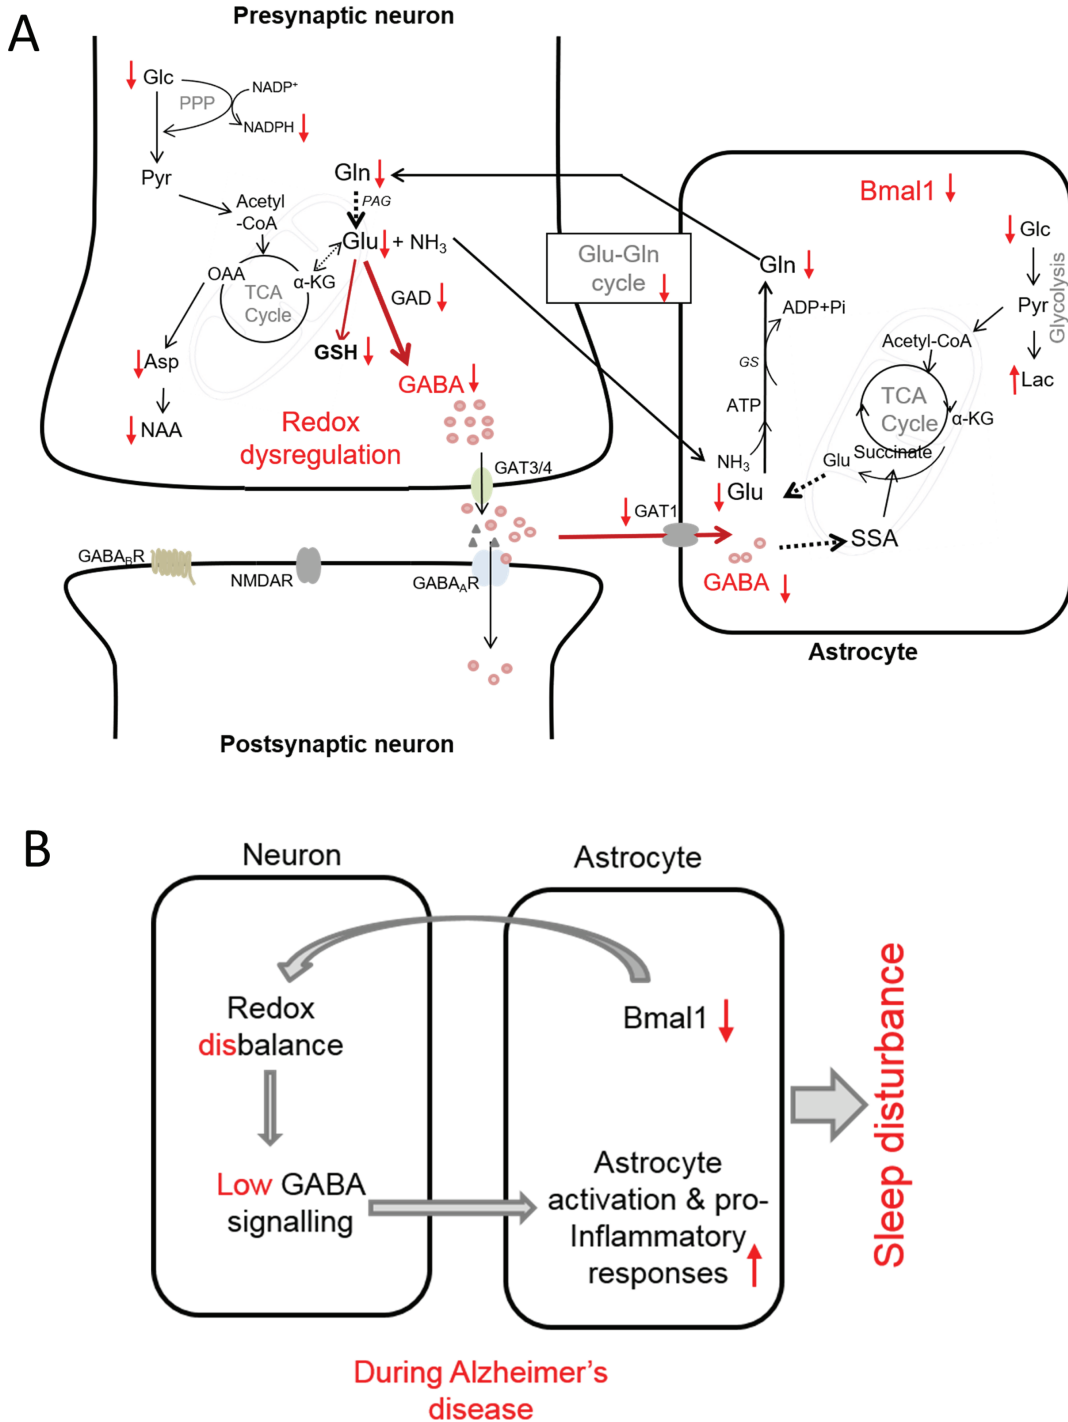 A
Presynaptic neuron
Glc
PPP
NADP+
NADPH
Pyr
Gln
PAG
Acetyl
-CoA
Glu + NH3
OAA
α-KG
TCA
Cycle
GAD
GSH
Asp
GABA
NAA
Redox
dysregulation
GAT3/4
Glu-Gln
cycle
Bmal1
Glc
Gln
Glycolysis
Pyr
ADP+Pi
Acetyl-CoA
GS
Lac
TCA
Cycle
ATP
α-KG
Succinate
Glu
NH3
Glu
GAT1
SSA
GABA
Astrocyte
GABABR
NMDAR
GABAAR
Postsynaptic neuron
B
Neuron
Astrocyte
Redox
disbalance
Bmal1
Low GABA
signalling
Astrocyte
activation & pro-
Inflammatory
responses
Sleep disturbance
During Alzheimer's
disease